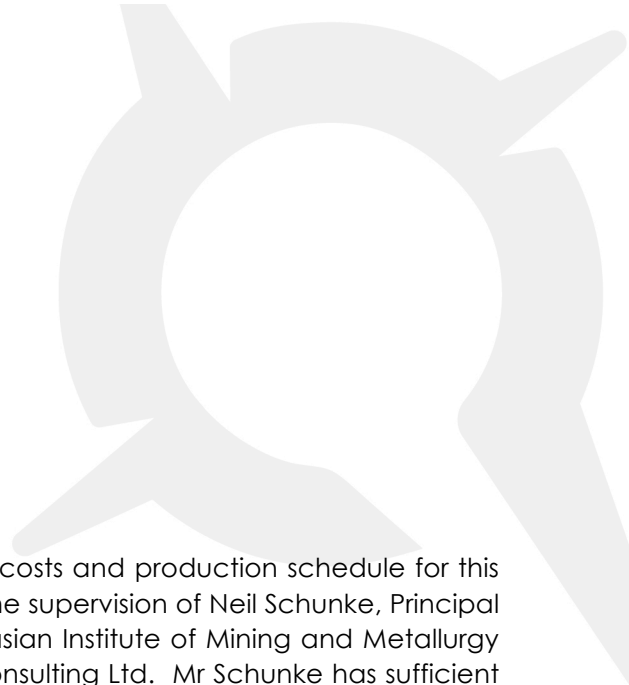 costs and production schedule for this
supervision of Neil Schunke, Principal
Institute of Mining and Metallurgy
Ltd. Mr Schunke has sufficient